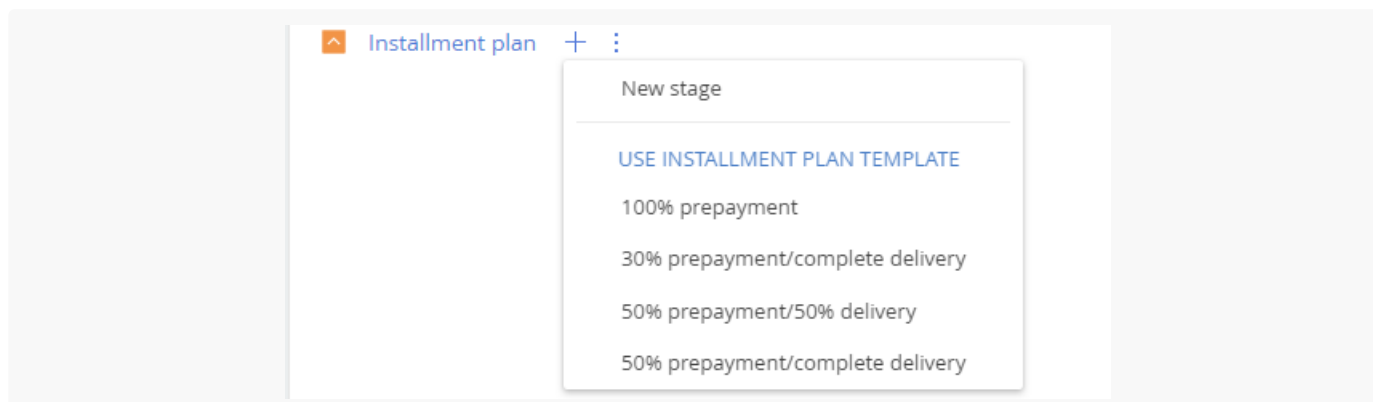 Installment plan
New stage
USE INSTALLMENT PLAN TEMPLATE
100% prepayment
30% prepayment/complete delivery
50% prepayment/50% delivery
50% prepayment/complete delivery